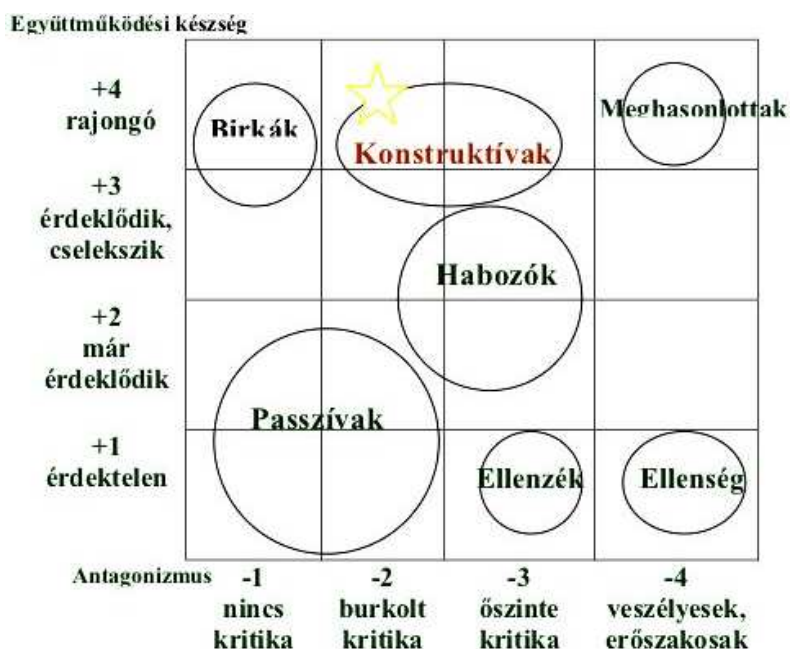 Együttműködési készség
+4
rajongó
Birkák
Meghasonlottak
Konstruktívak
+3
érdeklődik,
cselekszik
Habozók
+2
már
érdeklődik
Passzívak
+1
érdektelen
Ellenzék
Ellenség
Antagonizmus -1 -2 -3 -4
nincs burkolt őszinte veszélyesek,
kritika kritika kritika erőszakosak